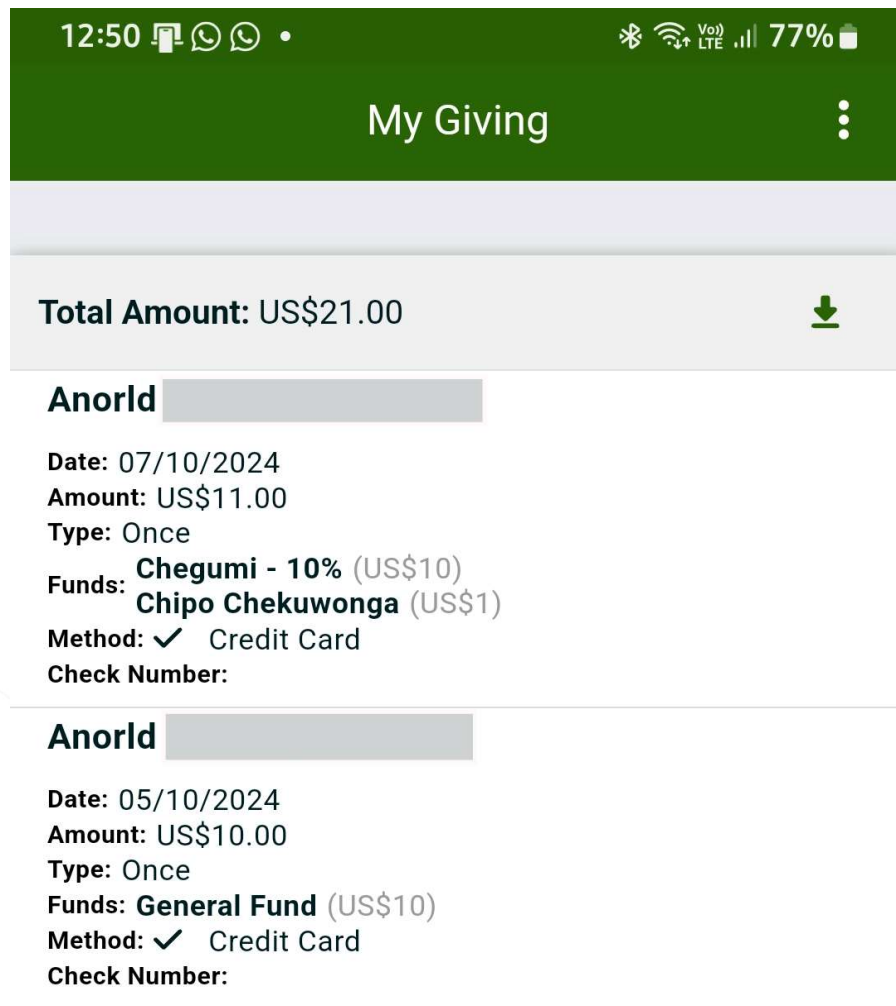 12:50 Vo) LTE 77%
My Giving
Total Amount: US$21.00
Anorld
Date: 07/10/2024
Amount: US$11.00
Type: Once
Funds: Chegumi - 10% (US$10)
Chipo Chekuwonga (US$1)
Method: ✓ Credit Card
Check Number:
Anorld
Date: 05/10/2024
Amount: US$10.00
Type: Once
Funds: General Fund (US$10)
Method: ✓ Credit Card
Check Number: